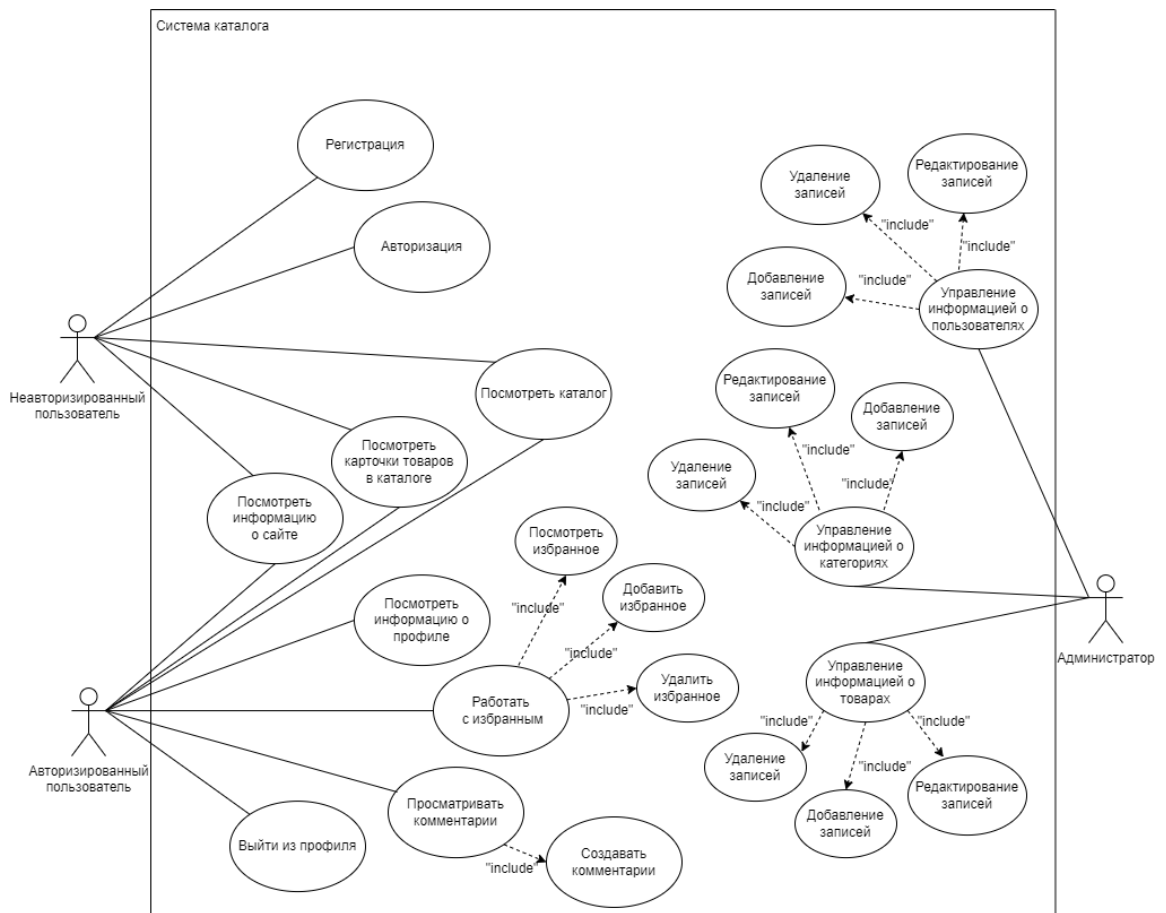 Система каталога
Регистрация
Авторизация
Неавторизированный
пользователь
Посмотреть каталог
Посмотреть
карточки товаров
в каталоге
Посмотреть
информацию
о сайте
Посмотреть
информацию о
профиле
Авторизированный
пользователь
Работать
с избранным
"include"
Посмотреть
избранное
"include"
Добавить
избранное
"include"
Удалить
избранное
Просматривать
комментарии
"include"
Создавать
комментарии
Выйти из профиля
Удаление
записей
Редактирование
записей
"include"
"include"
Добавление
записей
"include"
Управление
информацией о
пользователях
Редактирование
записей
Добавление
записей
"include"
Удаление
записей
"include"
"include"
Управление
информацией о
категориях
Администратор
Управление
информацией о
товарах
"include"
"include"
Удаление
записей
"include"
Редактирование
записей
Добавление
записей